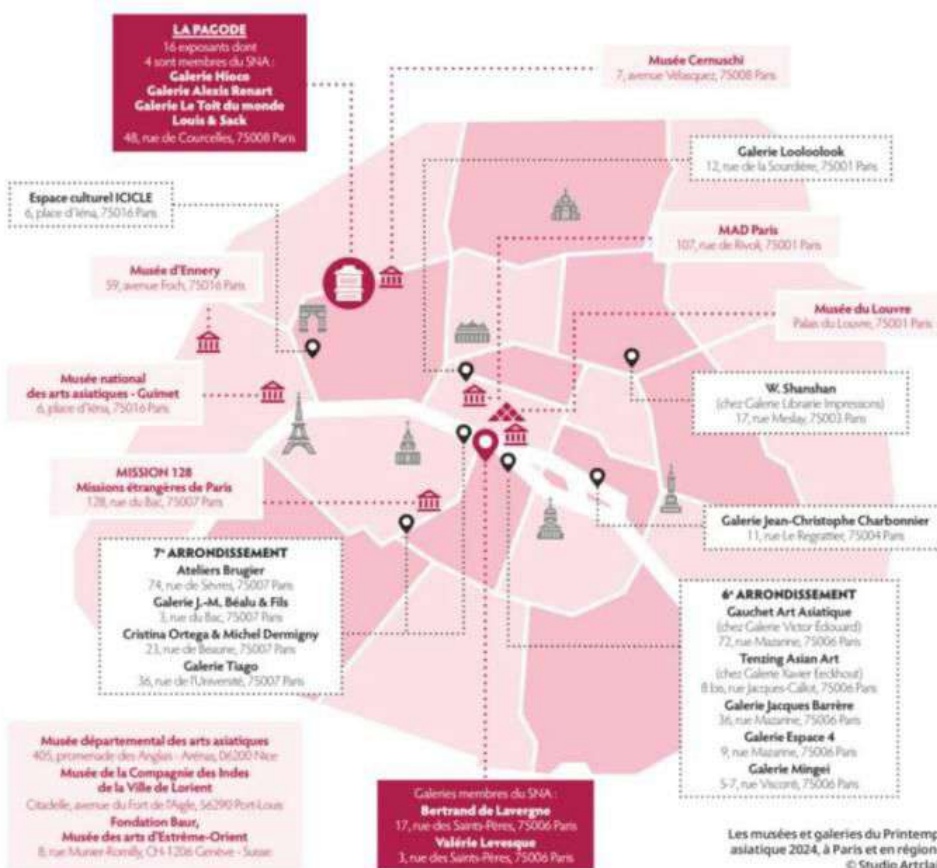 LA PAGODE
16 exposants dont
4 sont membres du SNA :
Galerie Hioco
Galerie Alexis Renart
Galerie Le Toit du monde
Louis & Sack
48, rue de Courcelles, 75008 Paris
Musée Cernuschi
7, avenue Vélasquez, 75008 Paris
Galerie Looloolook
12, rue de la Sourdière, 75001 Paris
Espace culturel ICICLE
6, place d'Iéna, 75016 Paris
MAD Paris
107, rue de Rivoli, 75001 Paris
Musée d'Ennery
59, avenue Foch, 75016 Paris
Musée du Louvre
Palais du Louvre, 75001 Paris
Musée national
des arts asiatiques - Guimet
6, place d'Iéna, 75016 Paris
W. Shanshan
(chez Galerie Librairie Impressions)
17, rue Meslay, 75003 Paris
MISSION 128
Missions étrangères de Paris
128, rue du Bac, 75007 Paris
Galerie Jean-Christophe Charbonnier
11, rue Le Regrattier, 75004 Paris
7e ARRONDISSEMENT
Ateliers Brugier
74, rue de Sèvres, 75007 Paris
Galerie J.-M. Béalu & Fils
3, rue du Bac, 75007 Paris
Cristina Ortega & Michel Dermigny
23, rue de Beaune, 75007 Paris
Galerie Tiago
36, rue de l'Université, 75007 Paris
6e ARRONDISSEMENT
Gauchet Art Asiatique
(chez Galerie Victor Édouard)
72, rue Mazarine, 75006 Paris
Tenzing Asian Art
(chez Galerie Xavier Eeckhout)
8 bis, rue Jacques-Callot, 75006 Paris
Galerie Jacques Barrère
36, rue Mazarine, 75006 Paris
Galerie Espace 4
9, rue Mazarine, 75006 Paris
Galerie Mingei
5-7, rue Visconti, 75006 Paris
Musée départemental des arts asiatiques
405, promenade des Anglais - Arénas, 06200 Nice
Musée de la Compagnie des Indes
de la Ville de Lorient
Citadelle, avenue du Fort de l'Aigle, 56290 Port-Louis
Fondation Baur,
Musée des arts d'Extrême-Orient
8, rue Munier-Romilly, CH-1206 Genève - Suisse
Galeries membres du SNA :
Bertrand de Lavergne
17, rue des Saints-Pères, 75006 Paris
Valérie Levesque
3, rue des Saints-Pères, 75006 Paris
Les musées et galeries du Printemp
asiatique 2024, à Paris et en région
© Studio Artclai